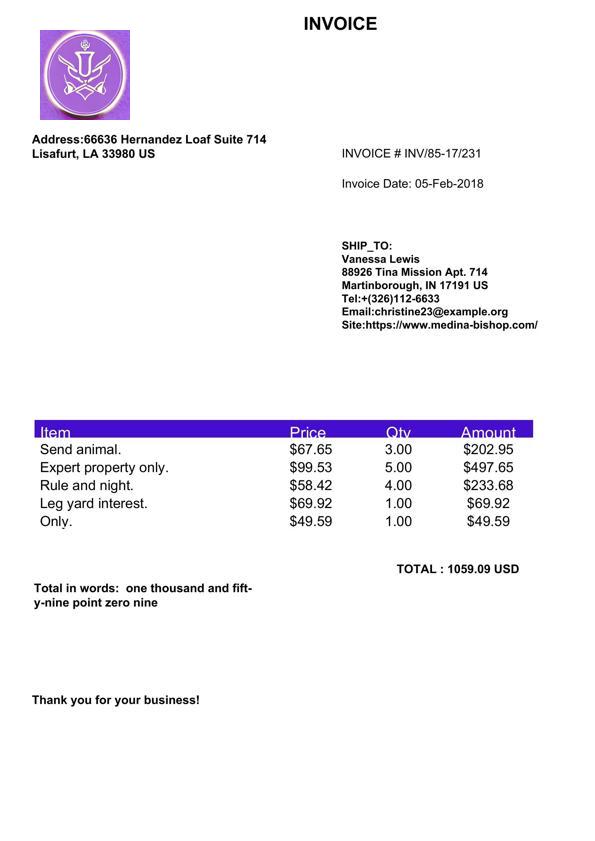 INVOICE
U
Address:66636 Hernandez Loaf Suite 714
Lisafurt, LA 33980 US
INVOICE # INV/85-17/231
Invoice Date: 05-Feb-2018
SHIP_TO:
Vanessa Lewis
88926 Tina Mission Apt. 714
Martinborough, IN 17191 US
Tel:+(326)112-6633
Email:christine23@example.org
Site:https://www.medina-bishop.com/
Item Price Qty Amount
Send animal. $67.65 3.00 $202.95
Expert property only. $99.53 5.00 $497.65
Rule and night. $58.42 4.00 $233.68
Leg yard interest. $69.92 1.00 $69.92
Only. $49.59 1.00 $49.59
TOTAL : 1059.09 USD
Total in words:  one thousand and fift-
y-nine point zero nine
Thank you for your business!